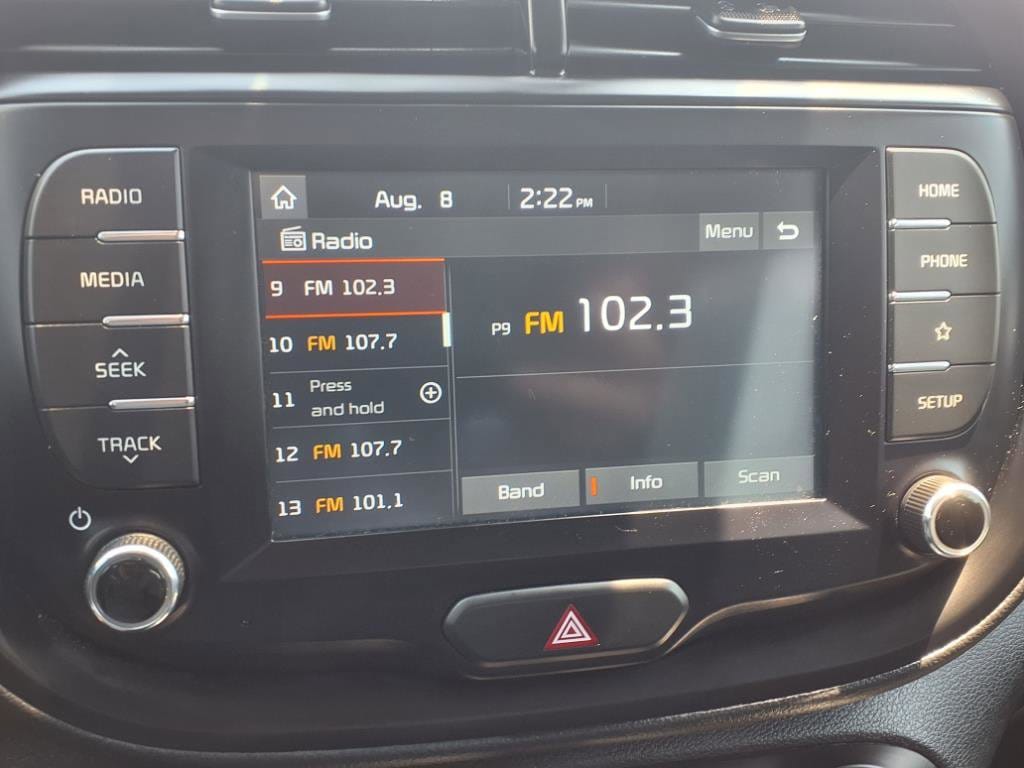 RADIO
MEDIA
SEEK
TRACK
Aug. 8 2:22 PM
Radio
Menu
9 FM 102.3
10 FM 107.7
11 Press
and hold
12 FM 107.7
13 FM 101.1
P9 FM 102.3
Band
Info
Scan
HOME
PHONE
SETUP